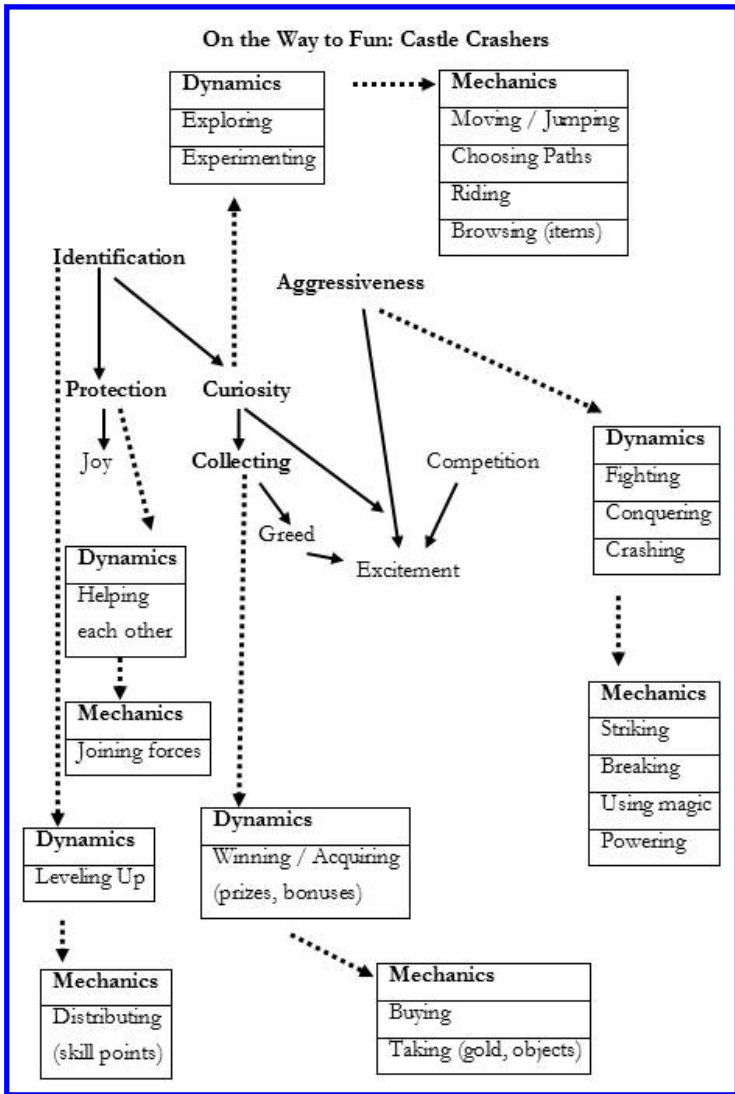 On the Way to Fun: Castle Crashers
Dynamics
Exploring
Experimenting
Mechanics
Moving / Jumping
Choosing Paths
Riding
Browsing (items)
Identification
Aggressiveness
Protection
Curiosity
Joy
Collecting
Competition
Greed
Excitement
Dynamics
Fighting
Conquering
Crashing
Dynamics
Helping
each other
Mechanics
Joining forces
Mechanics
Striking
Breaking
Using magic
Powering
Dynamics
Leveling Up
Dynamics
Winning / Acquiring
(prizes, bonuses)
Mechanics
Distributing
(skill points)
Mechanics
Buying
Taking (gold, objects)